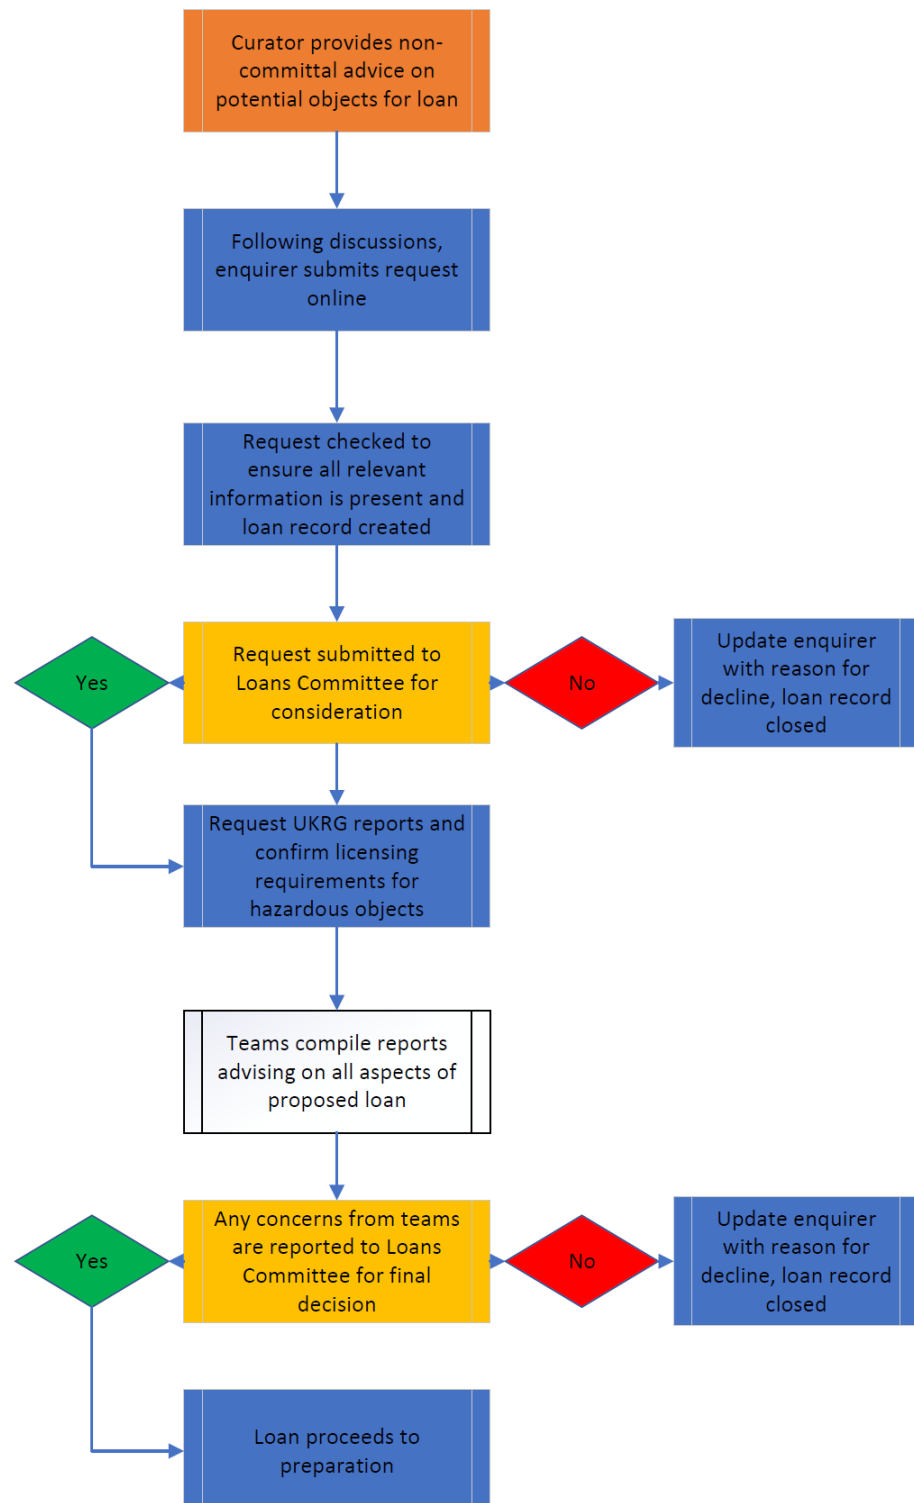 Curator provides non-
committal advice on
potential objects for loan
Following discussions,
enquirer submits request
online
Request checked to
ensure all relevant
information is present and
loan record created
Yes
Request submitted to
Loans Committee for
consideration
No
Update enquirer
with reason for
decline, loan record
closed
Request UKRG reports and
confirm licensing
requirements for
hazardous objects
Teams compile reports
advising on all aspects of
proposed loan
Yes
Any concerns from teams
are reported to Loans
Committee for final
decision
No
Update enquirer
with reason for
decline, loan record
closed
Loan proceeds to
preparation